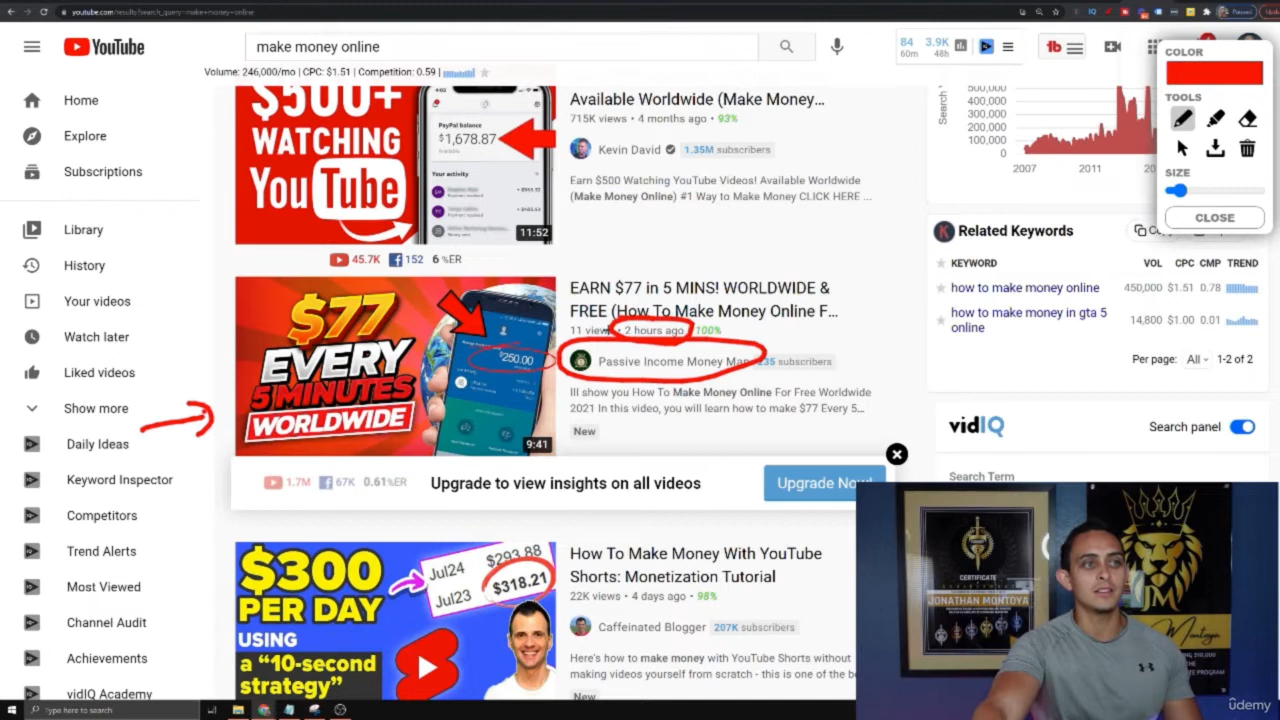 youtube.com/results?search_query=make+money+online
Paused
YouTube
make money online
84
60m
3.9K
48h
Volume: 246,000/mo | CPC: $1.51 | Competition: 0.59 |
Home
Explore
Subscriptions
Library
History
Your videos
Watch later
Liked videos
Show more
Daily Ideas
Keyword Inspector
Competitors
Trend Alerts
Most Viewed
Channel Audit
Achievements
vidIQ Academy
$500+
WATCHING
YouTube
PayPal balance
$1,678.87
Available
Your activity
11:52
Available Worldwide (Make Money...
715K views • 4 months ago • 93%
Kevin David 1.35M subscribers
Earn $500 Watching YouTube Videos! Available Worldwide
(Make Money Online) #1 Way to Make Money CLICK HERE ...
45.7K 152 6 %ER
$77
EVERY
5 MINUTES
WORLDWIDE
$250.00
9:41
EARN $77 in 5 MINS! WORLDWIDE &
FREE (How To Make Money Online F...
11 views • 2 hours ago 100%
Passive Income Money Man 235 subscribers
Ill show you How To Make Money Online For Free Worldwide
2021 In this video, you will learn how to make $77 Every 5...
New
1.7M 67K 0.61%ER
Upgrade to view insights on all videos
Upgrade Now!
$300
PER DAY
USING
a "10-second
strategy"
Jul24 $293.88
Jul23 $318.21
How To Make Money With YouTube
Shorts: Monetization Tutorial
22K views • 4 days ago • 98%
Caffeinated Blogger 207K subscribers
Here's how to make money with YouTube Shorts without
making videos yourself from scratch - this is one of the be
New
Search
500,000
400,000
300,000
200,000
100,000
0
2007 2011
COLOR
TOOLS
SIZE
CLOSE
Related Keywords
KEYWORD VOL CPC CMP TREND
how to make money online 450,000 $1.51 0.78
how to make money in gta 5
online 14,800 $1.00 0.01
Per page: All 1-2 of 2
vidIQ
Search panel
Search Term
CERTIFICATE
JONATHAN MONTOYA
JM
Montoya
THE
PROGRAM
Type here to search
ûdemy